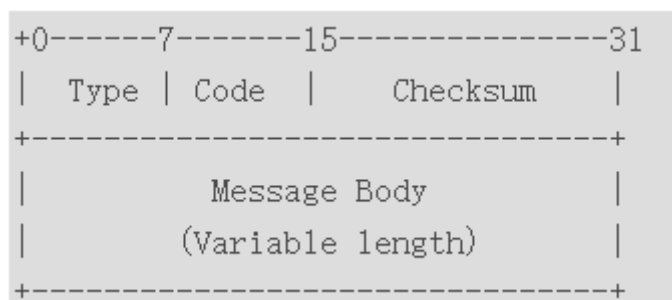 +0------7-------15---------------31
|  Type | Code  |    Checksum    |
+--------------------------------+
|          Message Body          |
|        (Variable length)       |
+--------------------------------+